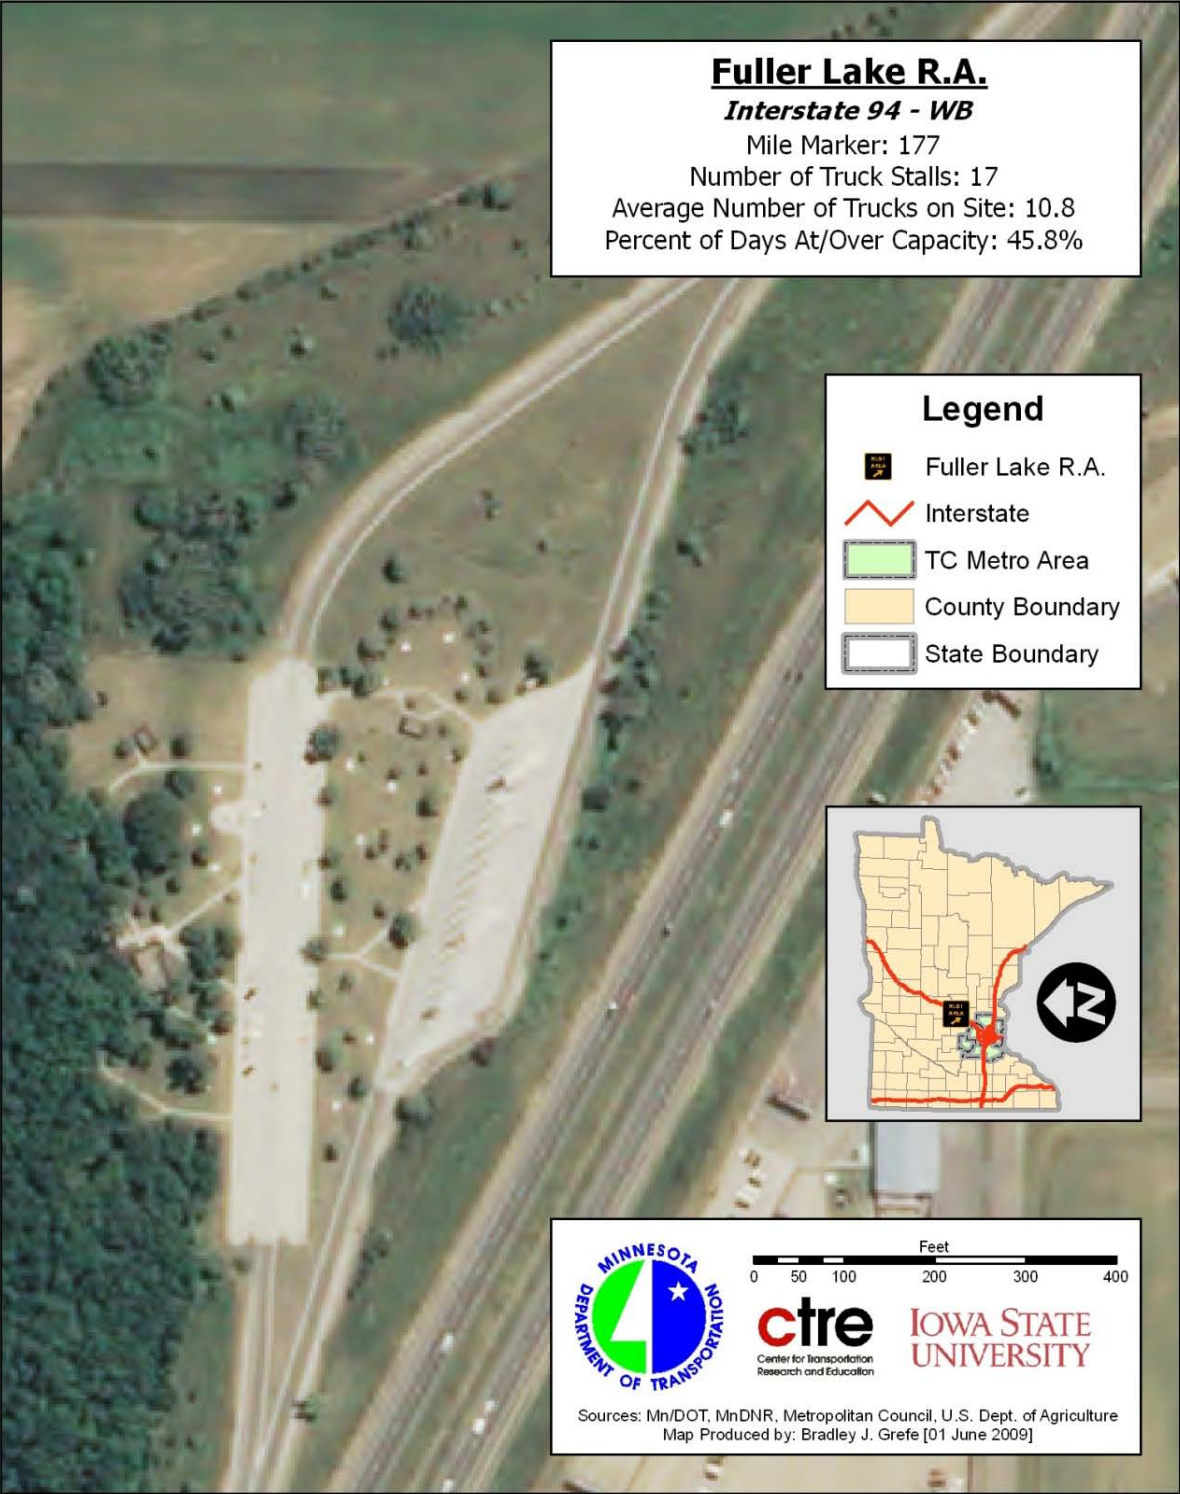 Fuller Lake R.A.
Interstate 94 - WB
Mile Marker: 177
Number of Truck Stalls: 17
Average Number of Trucks on Site: 10.8
Percent of Days At/Over Capacity: 45.8%
Legend
Fuller Lake R.A.
Interstate
TC Metro Area
County Boundary
State Boundary
N
MINNESOTA
DEPARTMENT OF TRANSPORTATION
Feet
0 50 100 200 300 400
ctre
Center for Transportation
Research and Education
IOWA STATE
UNIVERSITY
Sources: Mn/DOT, MnDNR, Metropolitan Council, U.S. Dept. of Agriculture
Map Produced by: Bradley J. Grefe [01 June 2009]